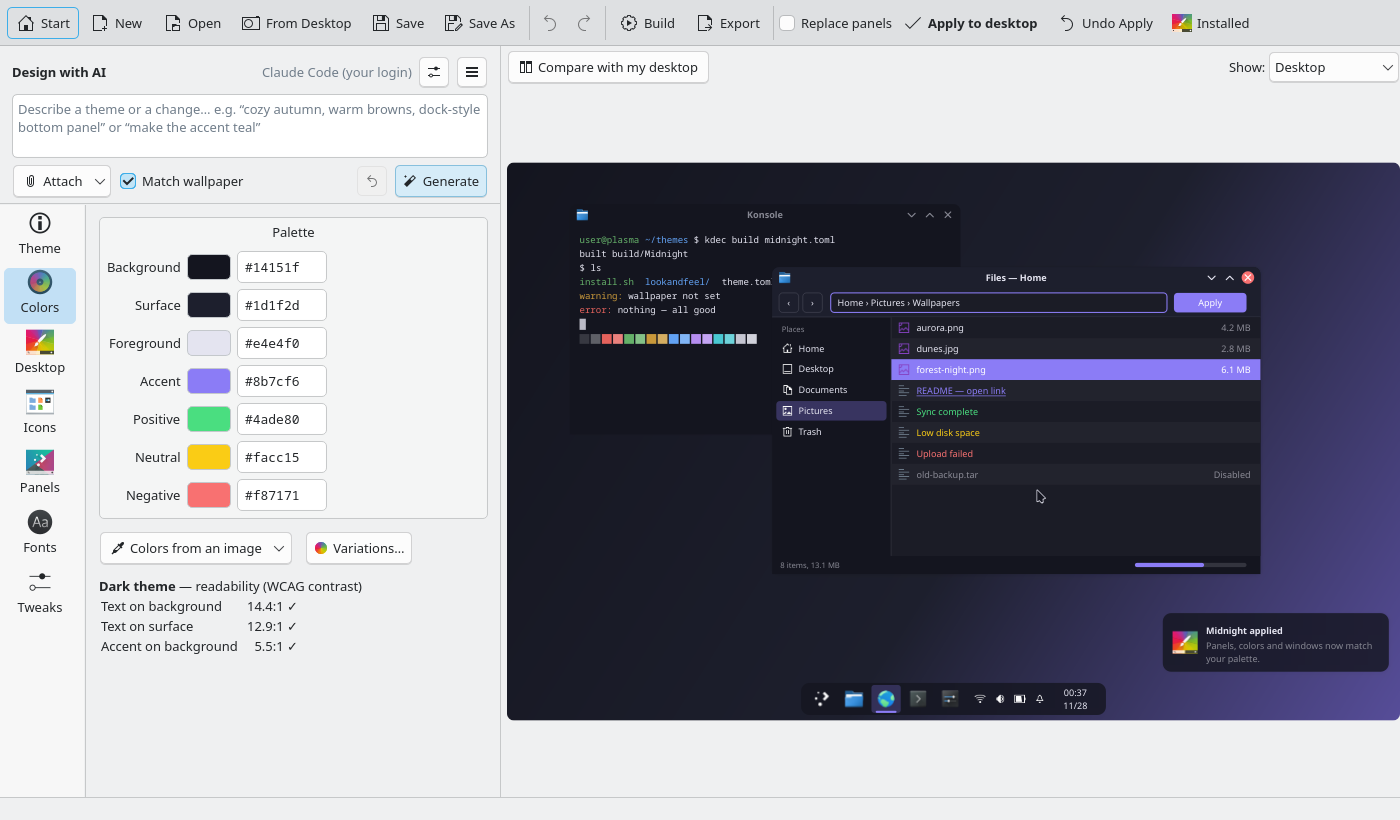 Start New Open From Desktop Save Save As Build Export Replace panels Apply to desktop Undo Apply Installed
Design with AI Claude Code (your login)
Describe a theme or a change… e.g. “cozy autumn, warm browns, dock-style
bottom panel” or “make the accent teal”
Attach Match wallpaper Generate
Theme
Colors
Desktop
Icons
Panels
Aa
Fonts
Tweaks
Palette
Background #14151f
Surface #1d1f2d
Foreground #e4e4f0
Accent #8b7cf6
Positive #4ade80
Neutral #facc15
Negative #f87171
Colors from an image Variations...
Dark theme — readability (WCAG contrast)
Text on background 14.4:1 ✓
Text on surface 12.9:1 ✓
Accent on background 5.5:1 ✓
Compare with my desktop Show: Desktop
Konsole
user@plasma ~/themes $ kdec build midnight.toml
built build/Midnight
$ ls
install.sh lookandfeel/ theme.tom
warning: wallpaper not set
error: nothing — all good
Files — Home
‹ › Home › Pictures › Wallpapers Apply
Places
Home
Desktop
Documents
Pictures
Trash
aurora.png 4.2 MB
dunes.jpg 2.8 MB
forest-night.png 6.1 MB
README — open link
Sync complete
Low disk space
Upload failed
old-backup.tar Disabled
8 items, 13.1 MB
Midnight applied
Panels, colors and windows now match
your palette.
00:37
11/28